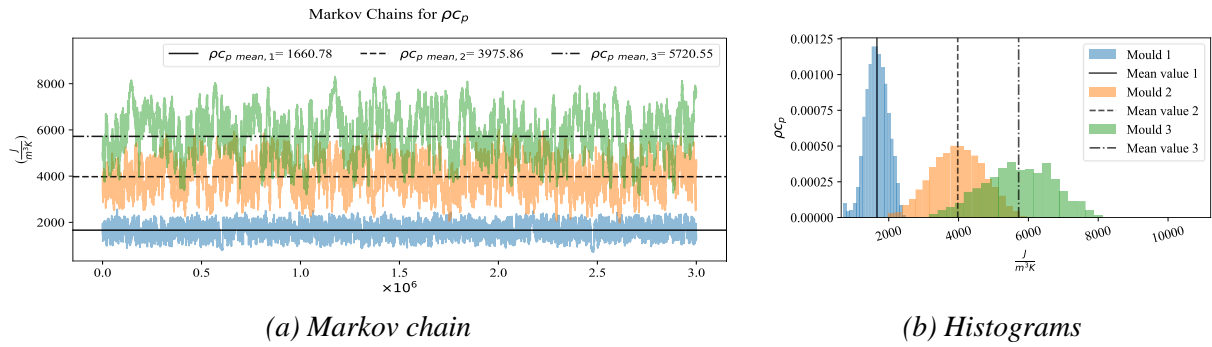 Markov Chains for ρc_p
ρc_p mean,1= 1660.78 ρc_p mean,2= 3975.86 ρc_p mean,3= 5720.55
(J/m³K)
8000
6000
4000
2000
0.0 0.5 1.0 1.5 2.0 2.5 3.0
×10⁶
(a) Markov chain
ρc_p
0.00125
0.00100
0.00075
0.00050
0.00025
0.00000
Mould 1
Mean value 1
Mould 2
Mean value 2
Mould 3
Mean value 3
2000 4000 6000 8000 10000
J/m³K
(b) Histograms